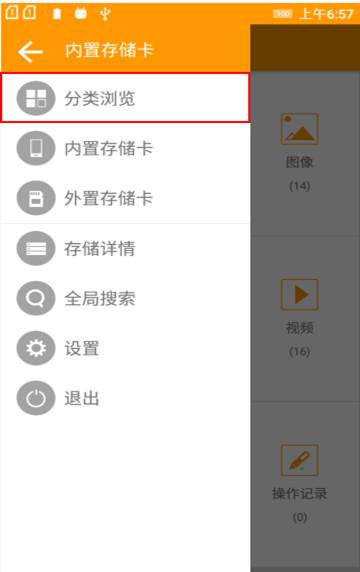 100 上午6:57
内置存储卡
分类浏览
内置存储卡
外置存储卡
存储详情
全局搜索
设置
退出
图像
(14)
视频
(16)
操作记录
(0)